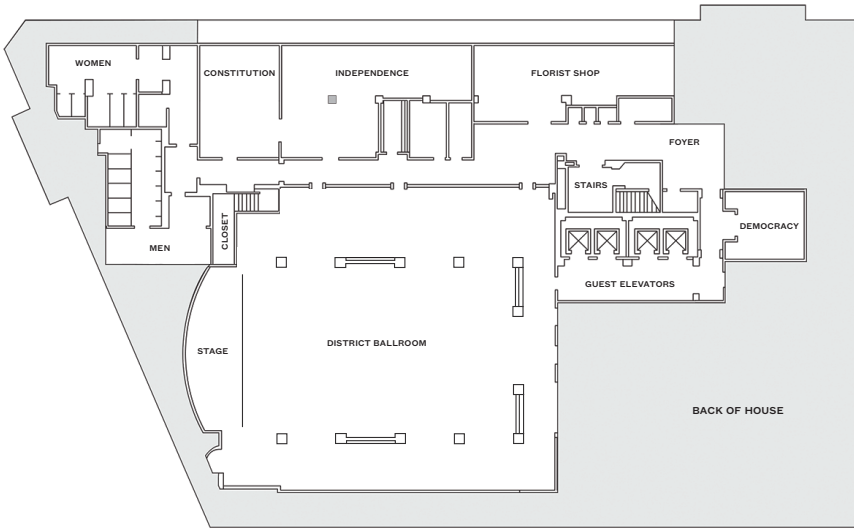 WOMEN
CONSTITUTION
INDEPENDENCE
FLORIST SHOP
FOYER
STAIRS
CLOSET
DEMOCRACY
MEN
GUEST ELEVATORS
STAGE
DISTRICT BALLROOM
BACK OF HOUSE